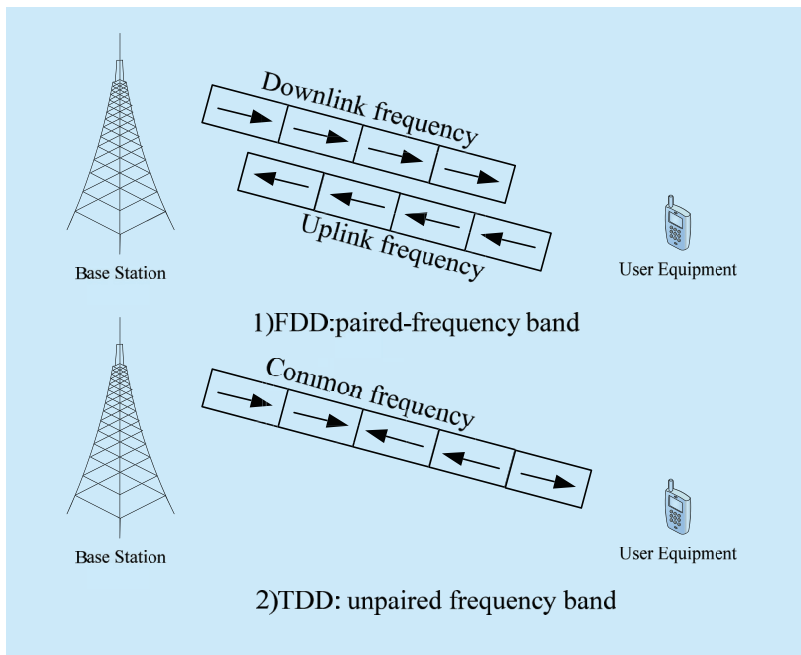 Downlink frequency
Uplink frequency
Base Station
User Equipment
1)FDD:paired-frequency band
Common frequency
Base Station
User Equipment
2)TDD: unpaired frequency band